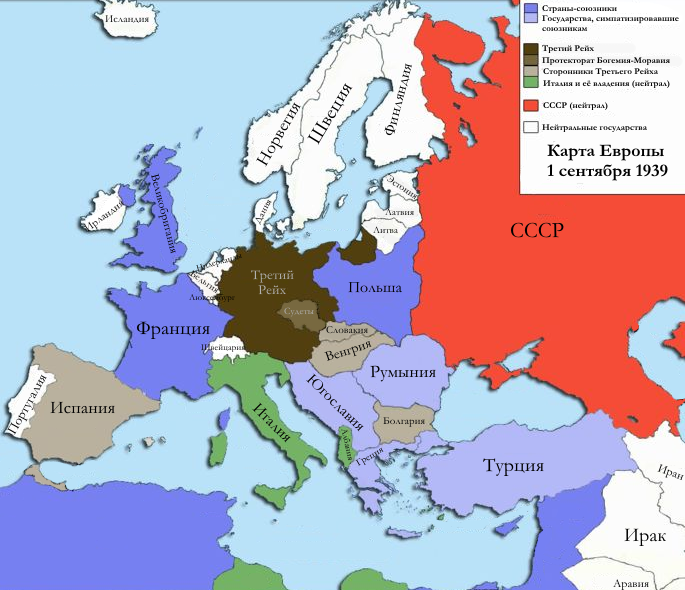 Исландия
Страны-союзники
Государства, симпатизировавшие
союзникам
Третий Рейх
Протекторат Богемия-Моравия
Сторонники Третьего Рейха
Италия и её владения (нейтрал)
СССР (нейтрал)
Нейтральные государства
Карта Европы
1 сентября 1939
Норвегия
Швеция
Финляндия
Эстония
Латвия
Литва
Дания
Великобритания
Ирландия
СССР
Нидерланды
Бельгия
Люксембург
Третий
Рейх
Судеты
Польша
Франция
Швейцария
Словакия
Венгрия
Румыния
Югославия
Португалия
Испания
Италия
Болгария
Албания
Греция
Турция
Иран
Ирак
Аравия